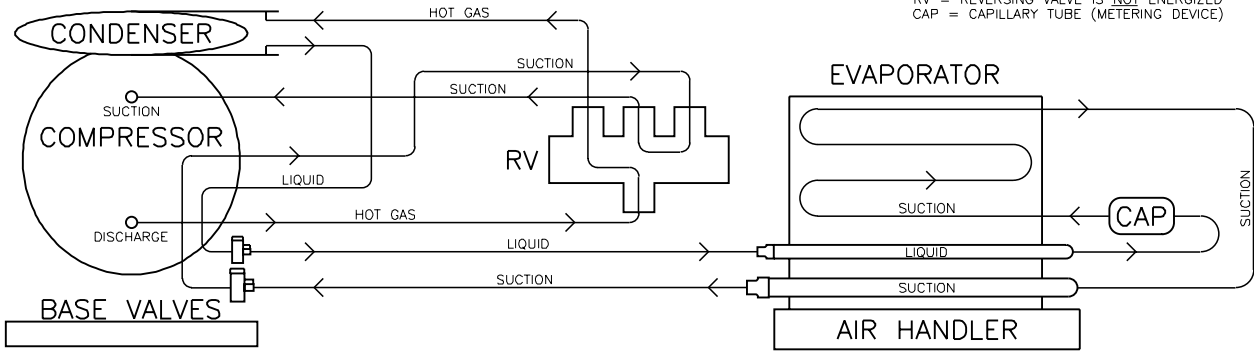 RV = REVERSING VALVE IS NOT ENERGIZED
CAP = CAPILLARY TUBE (METERING DEVICE)
HOT GAS
CONDENSER
SUCTION
SUCTION
EVAPORATOR
SUCTION
COMPRESSOR
RV
LIQUID
HOT GAS
SUCTION
CAP
SUCTION
DISCHARGE
LIQUID
LIQUID
SUCTION
SUCTION
BASE VALVES
AIR HANDLER